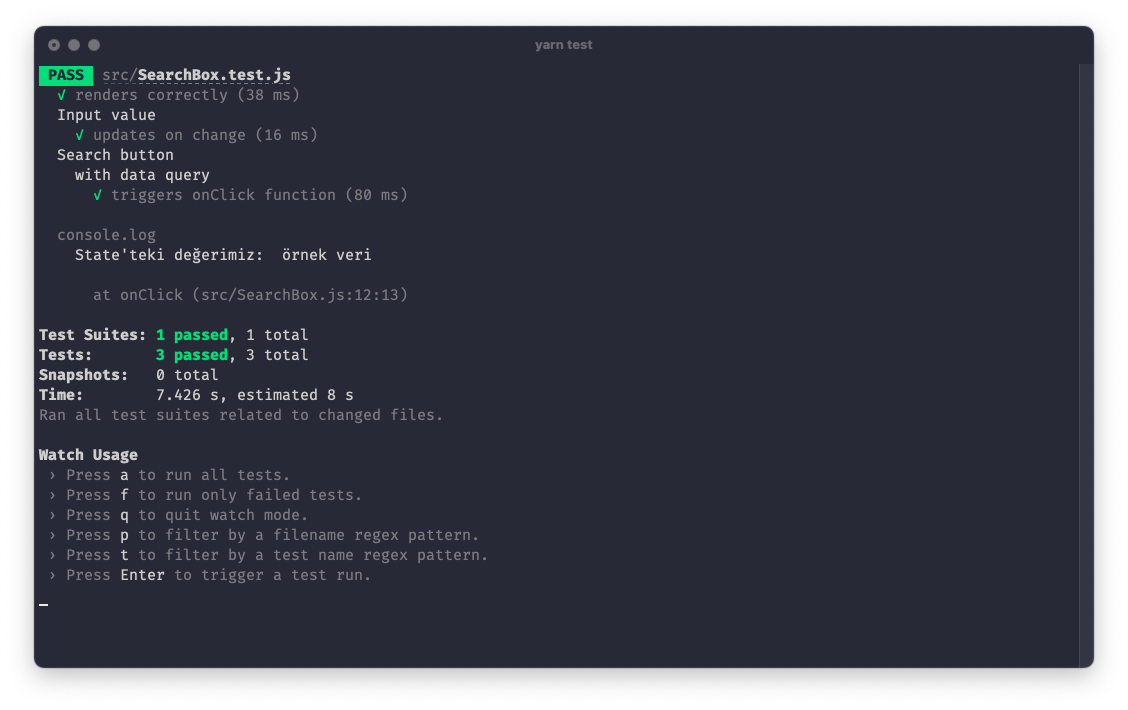 yarn test
PASS src/SearchBox.test.js
√ renders correctly (38 ms)
Input value
√ updates on change (16 ms)
Search button
with data query
√ triggers onClick function (80 ms)
console.log
State'teki değerimiz:  örnek veri
at onClick (src/SearchBox.js:12:13)
Test Suites: 1 passed, 1 total
Tests:       3 passed, 3 total
Snapshots:   0 total
Time:        7.426 s, estimated 8 s
Ran all test suites related to changed files.
Watch Usage
› Press a to run all tests.
› Press f to run only failed tests.
› Press q to quit watch mode.
› Press p to filter by a filename regex pattern.
› Press t to filter by a test name regex pattern.
› Press Enter to trigger a test run.